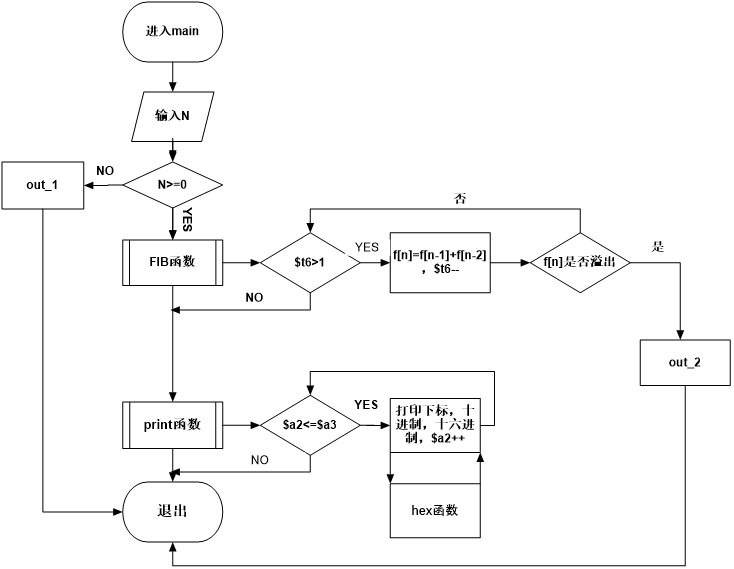 进入main
输入N
NO
out_1
N>=0
YES
否
FIB函数
$t6>1
YES
f[n]=f[n-1]+f[n-2]
，$t6--
f[n]是否溢出
是
NO
out_2
print函数
$a2<=$a3
YES
打印下标，十
进制，十六进
制，$a2++
NO
退出
hex函数